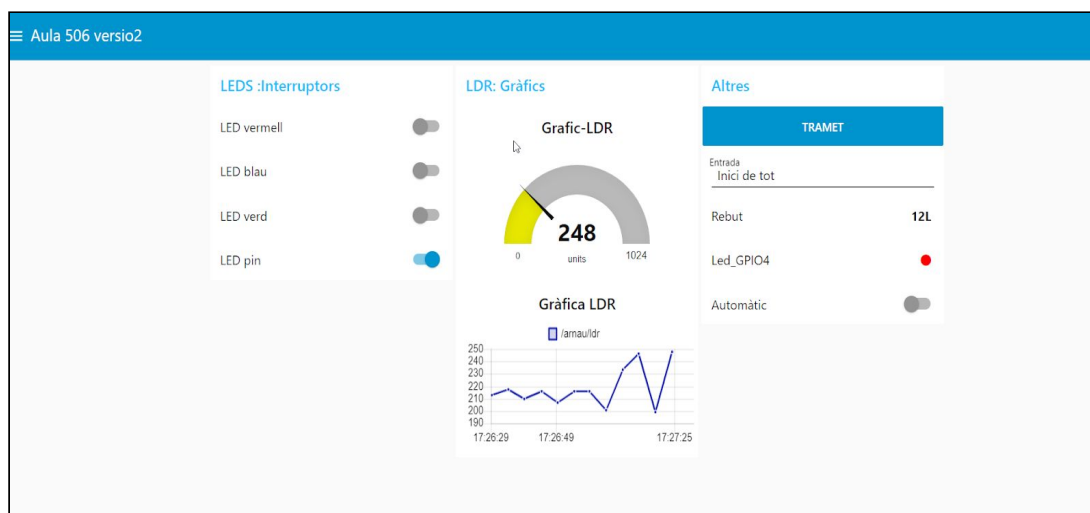 Aula 506 versio2
LEDS :Interruptors
LED vermell
LED blau
LED verd
LED pin
LDR: Gràfics
Grafic-LDR
248
0
units
1024
Gràfica LDR
/arnau/ldr
250
240
230
220
210
200
190
17:26:29 17:26:49 17:27:25
Altres
TRAMET
Entrada
Inici de tot
Rebut 12L
Led_GPIO4
Automàtic